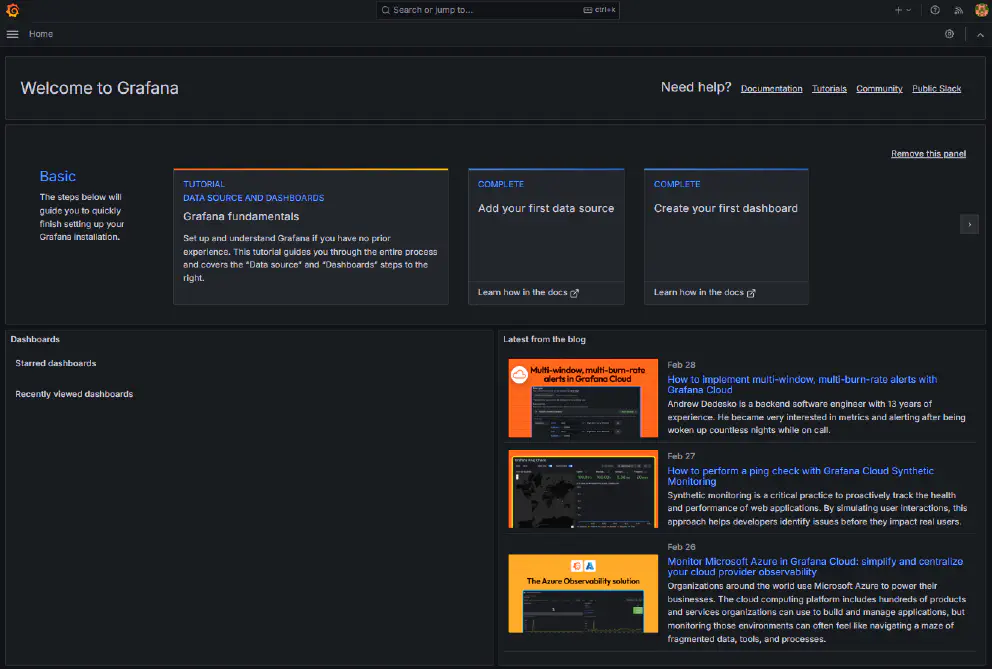 Search or jump to...
ctrl+k
Home
Welcome to Grafana
Need help?
Documentation
Tutorials
Community
Public Slack
Remove this panel
Basic
The steps below will
guide you to quickly
finish setting up your
Grafana installation.
TUTORIAL
DATA SOURCE AND DASHBOARDS
Grafana fundamentals
Set up and understand Grafana if you have no prior
experience. This tutorial guides you through the entire process
and covers the “Data source” and “Dashboards” steps to the
right.
COMPLETE
Add your first data source
Learn how in the docs
COMPLETE
Create your first dashboard
Learn how in the docs
Dashboards
Starred dashboards
Recently viewed dashboards
Latest from the blog
Multi-window, multi-burn-rate
alerts in Grafana Cloud
Feb 28
How to implement multi-window, multi-burn-rate alerts with
Grafana Cloud
Andrew Dedesko is a backend software engineer with 13 years of
experience. He became very interested in metrics and alerting after being
woken up countless nights while on call.
Feb 27
How to perform a ping check with Grafana Cloud Synthetic
Monitoring
Synthetic monitoring is a critical practice to proactively track the health
and performance of web applications. By simulating user interactions, this
approach helps developers identify issues before they impact real users.
The Azure Observability solution
Feb 26
Monitor Microsoft Azure in Grafana Cloud: simplify and centralize
your cloud provider observability
Organizations around the world use Microsoft Azure to power their
businesses. The cloud computing platform includes hundreds of products
and services organizations can use to build and manage applications, but
monitoring those environments can often feel like navigating a maze of
fragmented data, tools, and processes.